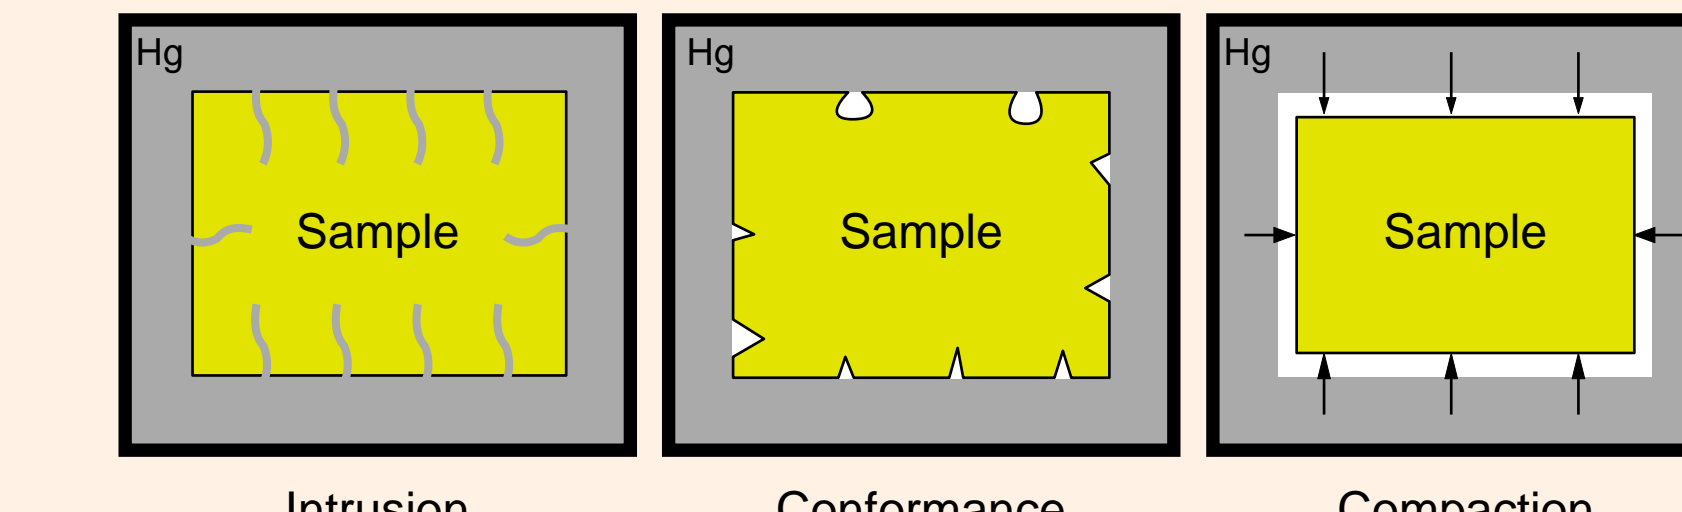 Hg
Sample
Intrusion
Hg
Sample
Conformance
Hg
Sample
Compaction